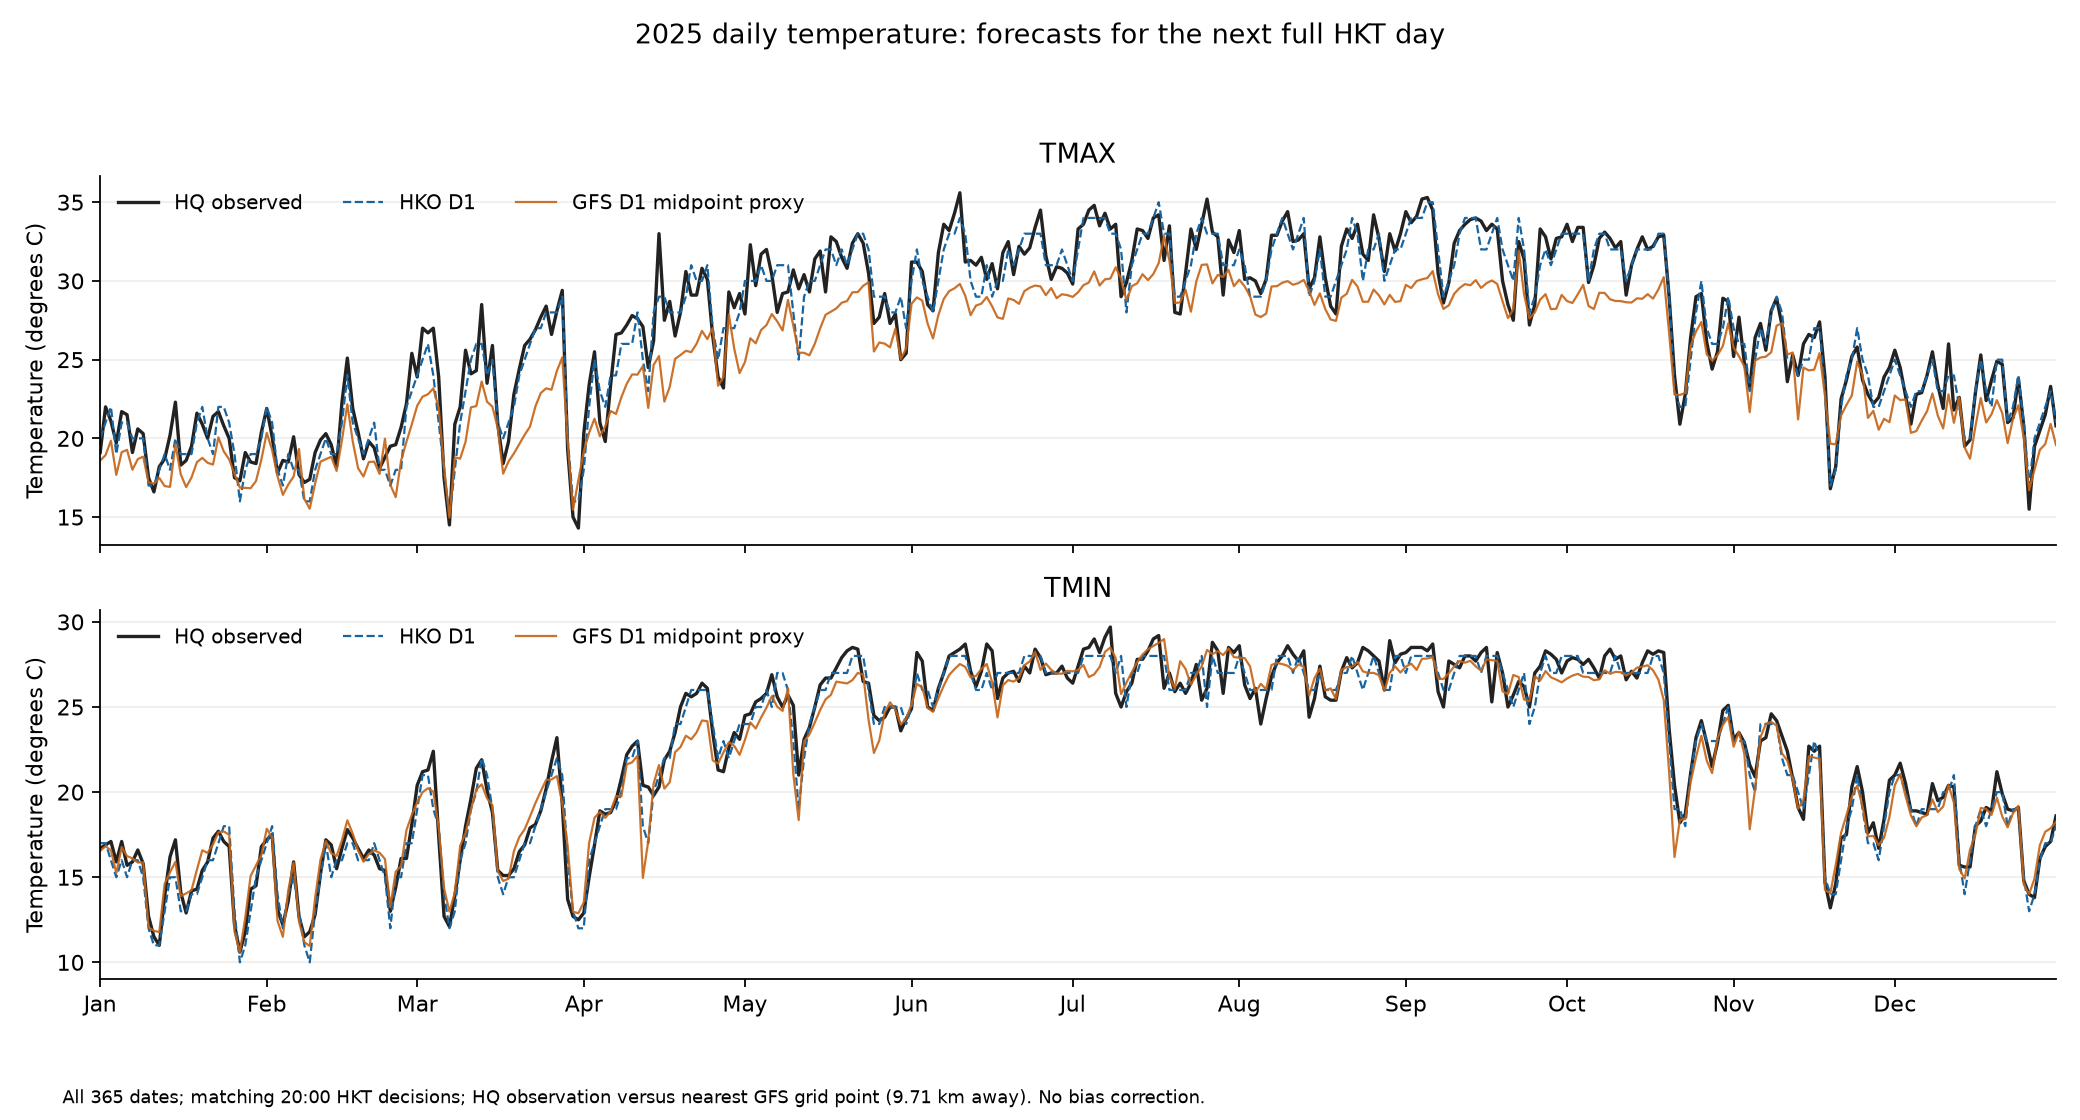 2025 daily temperature: forecasts for the next full HKT day
TMAX
HQ observed HKO D1 GFS D1 midpoint proxy
Temperature (degrees C)
35
30
25
20
15
TMIN
HQ observed HKO D1 GFS D1 midpoint proxy
Temperature (degrees C)
30
25
20
15
10
Jan Feb Mar Apr May Jun Jul Aug Sep Oct Nov Dec
All 365 dates; matching 20:00 HKT decisions; HQ observation versus nearest GFS grid point (9.71 km away). No bias correction.